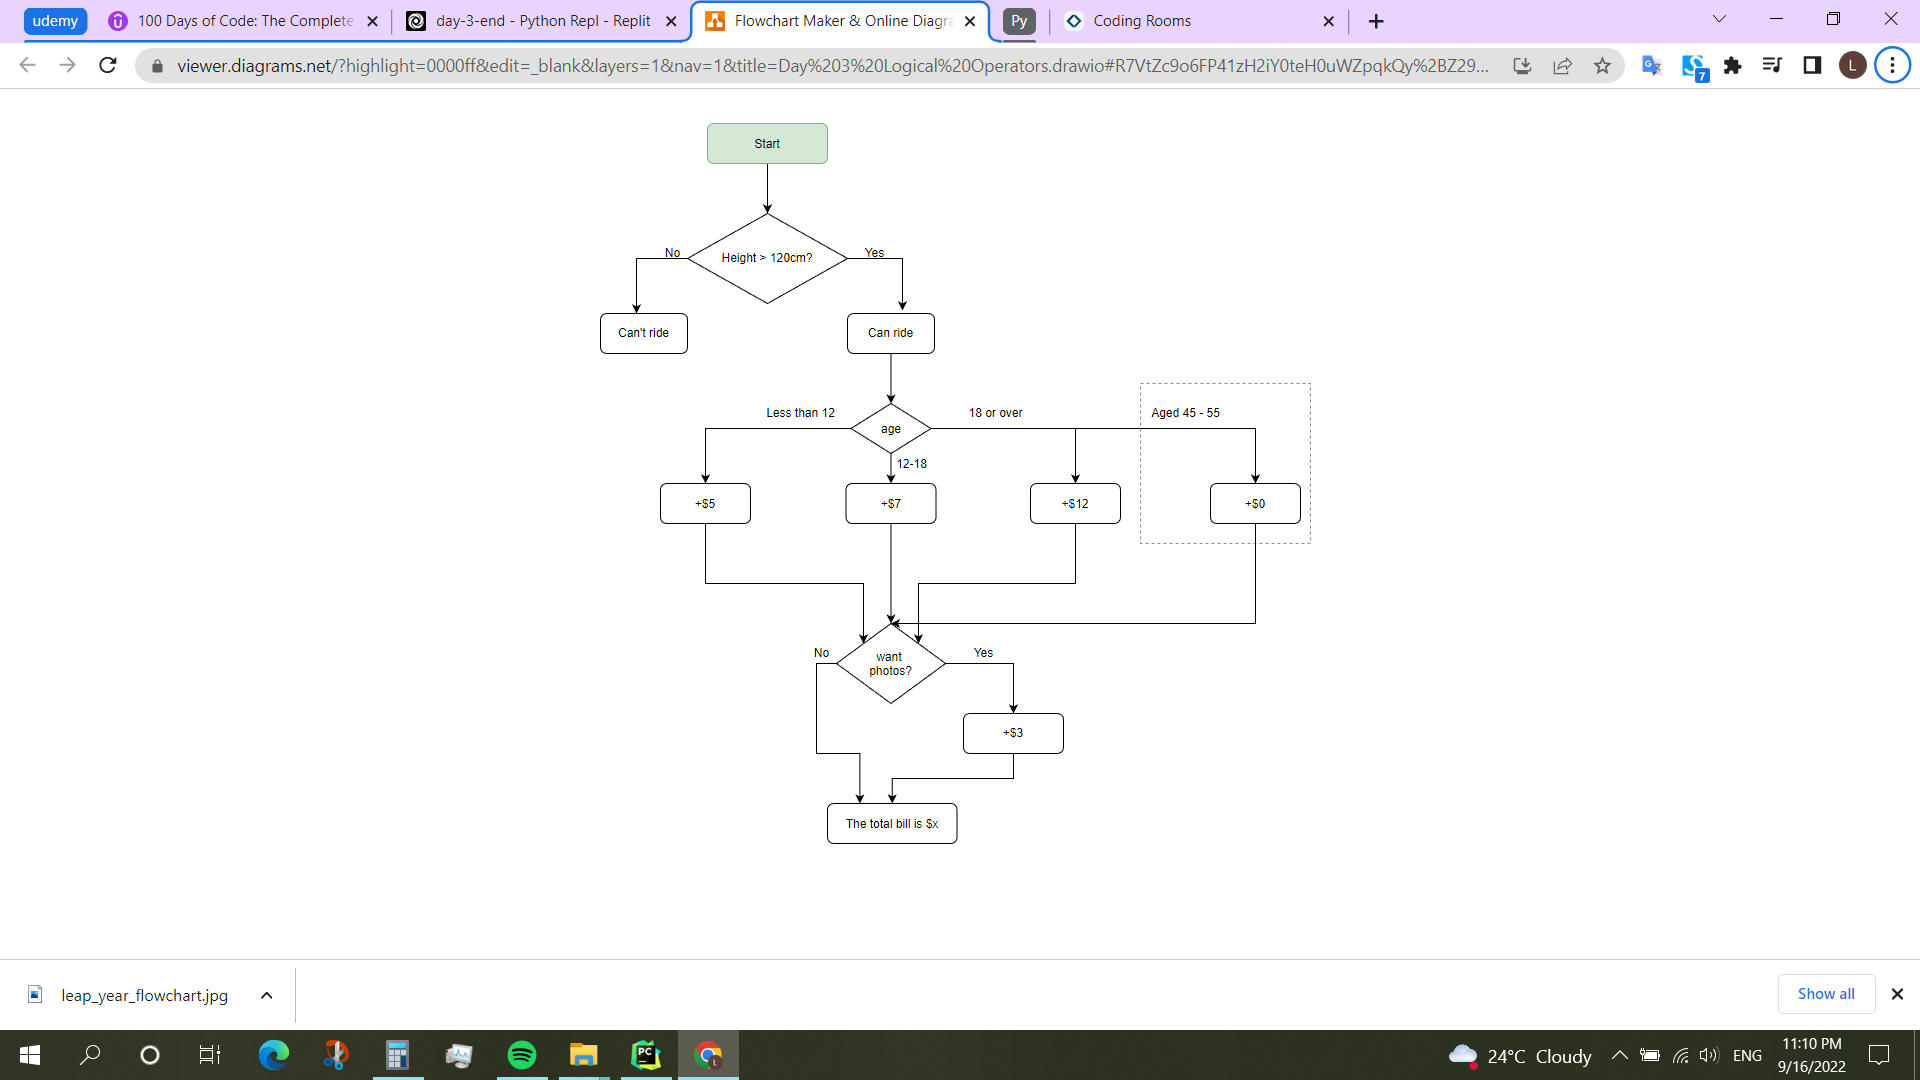 udemy
100 Days of Code: The Complete
day-3-end - Python Repl - Replit
Flowchart Maker & Online Diagra
Py
Coding Rooms
viewer.diagrams.net/?highlight=0000ff&edit=_blank&layers=1&nav=1&title=Day%203%20Logical%20Operators.drawio#R7VtZc9o6FP41zH2iY0teH0uWZpqkQy%2BZ29...
7
L
Start
Height > 120cm?
No
Yes
Can't ride
Can ride
Less than 12
age
18 or over
Aged 45 - 55
12-18
+$5
+$7
+$12
+$0
No
want
photos?
Yes
+$3
The total bill is $x
leap_year_flowchart.jpg
Show all
PC
L
24°C Cloudy
ENG
11:10 PM
9/16/2022